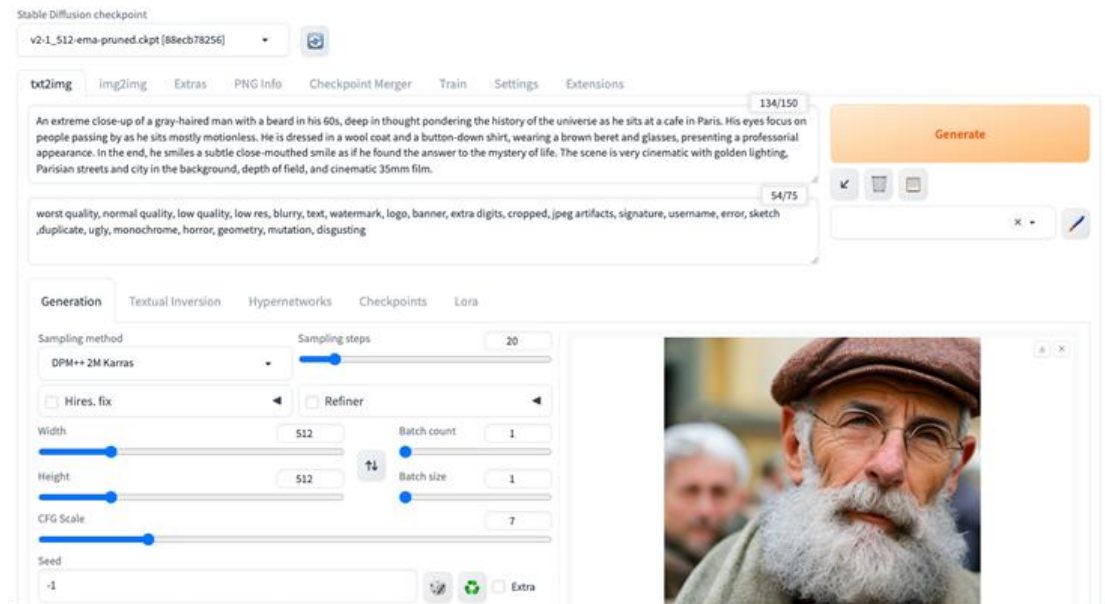 Stable Diffusion checkpoint
v2-1_512-ema-pruned.ckpt [88ecb78256]
txt2img img2img Extras PNG Info Checkpoint Merger Train Settings Extensions
134/150
An extreme close-up of a gray-haired man with a beard in his 60s, deep in thought pondering the history of the universe as he sits at a cafe in Paris. His eyes focus on
people passing by as he sits mostly motionless. He is dressed in a wool coat and a button-down shirt, wearing a brown beret and glasses, presenting a professorial
appearance. In the end, he smiles a subtle close-mouthed smile as if he found the answer to the mystery of life. The scene is very cinematic with golden lighting,
Parisian streets and city in the background, depth of field, and cinematic 35mm film.
Generate
54/75
worst quality, normal quality, low quality, low res, blurry, text, watermark, logo, banner, extra digits, cropped, jpeg artifacts, signature, username, error, sketch
,duplicate, ugly, monochrome, horror, geometry, mutation, disgusting
Generation Textual Inversion Hypernetworks Checkpoints Lora
Sampling method Sampling steps 20
DPM++ 2M Karras
Hires. fix Refiner
Width 512 Batch count 1
Height 512 Batch size 1
CFG Scale 7
Seed
-1 Extra